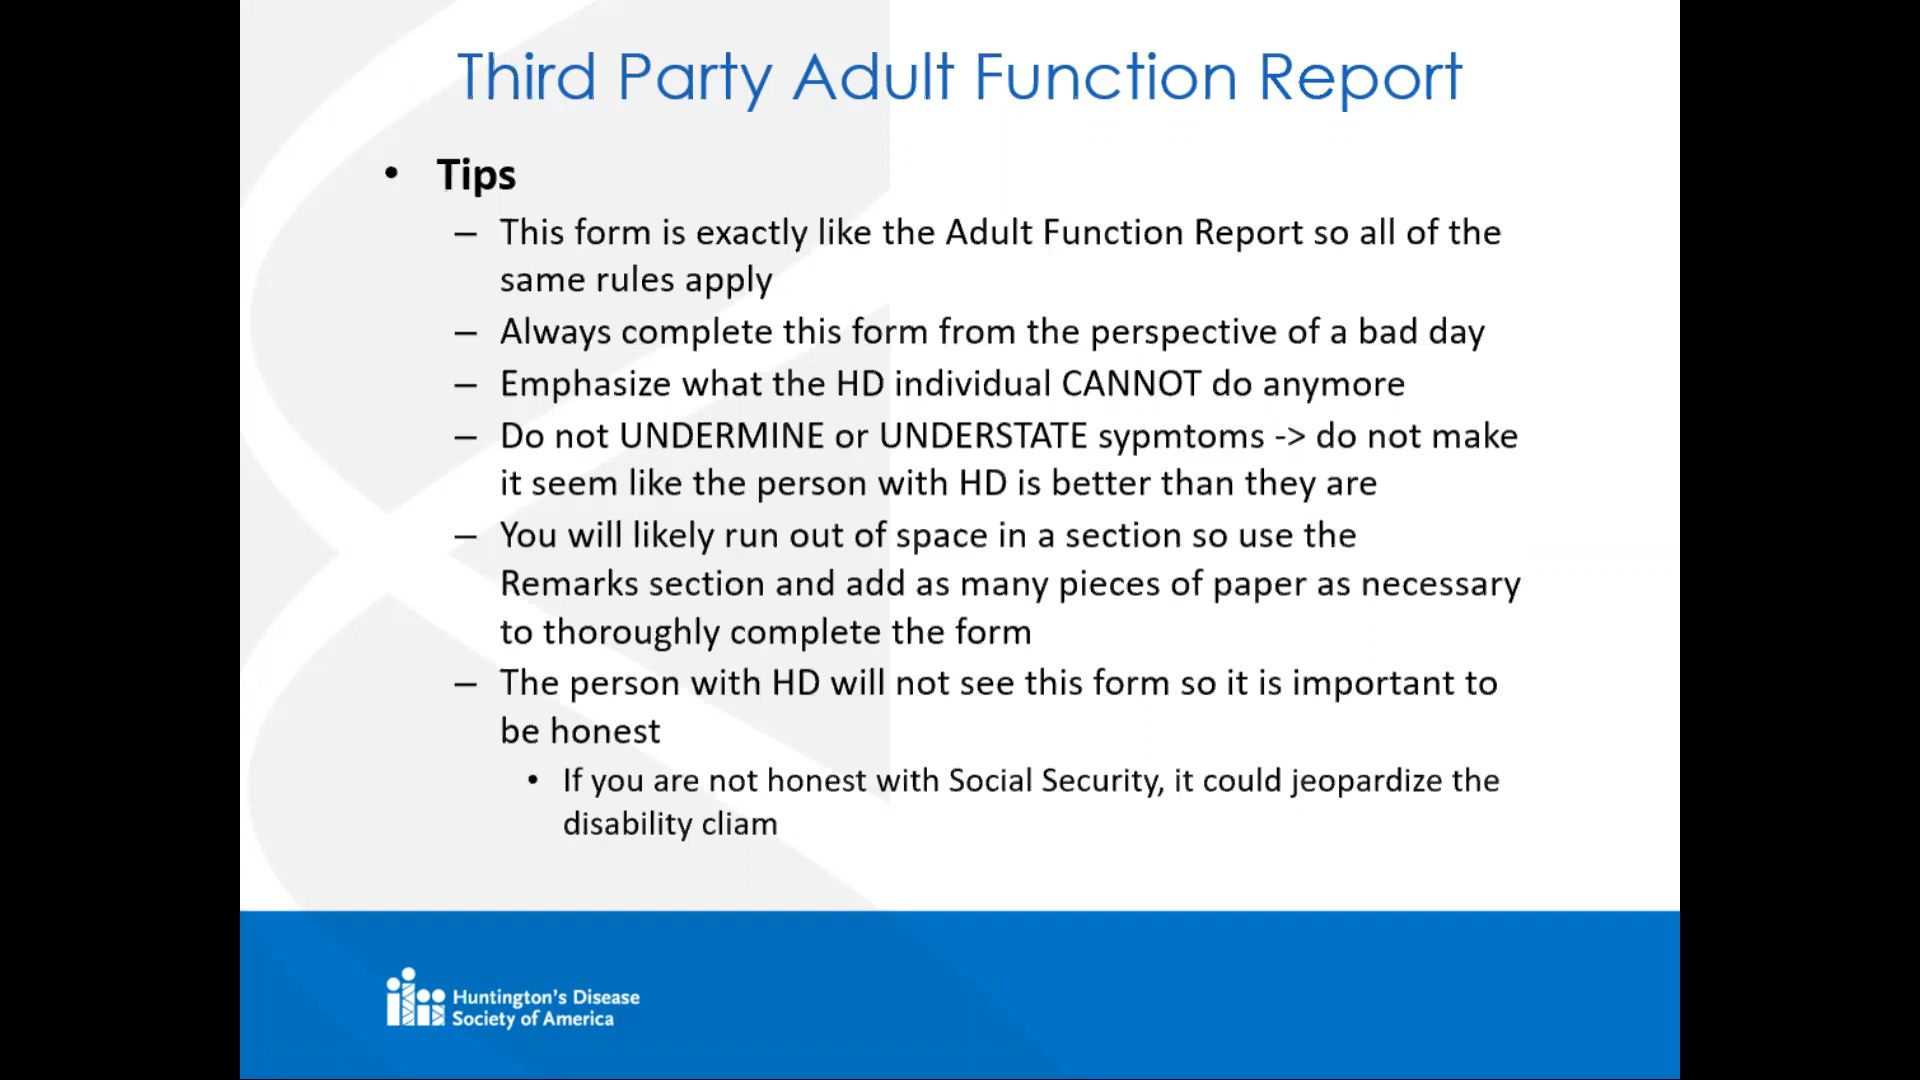 Third Party Adult Function Report
• Tips
– This form is exactly like the Adult Function Report so all of the
same rules apply
– Always complete this form from the perspective of a bad day
– Emphasize what the HD individual CANNOT do anymore
– Do not UNDERMINE or UNDERSTATE sypmtoms -> do not make
it seem like the person with HD is better than they are
– You will likely run out of space in a section so use the
Remarks section and add as many pieces of paper as necessary
to thoroughly complete the form
– The person with HD will not see this form so it is important to
be honest
• If you are not honest with Social Security, it could jeopardize the
disability cliam
Huntington's Disease
Society of America